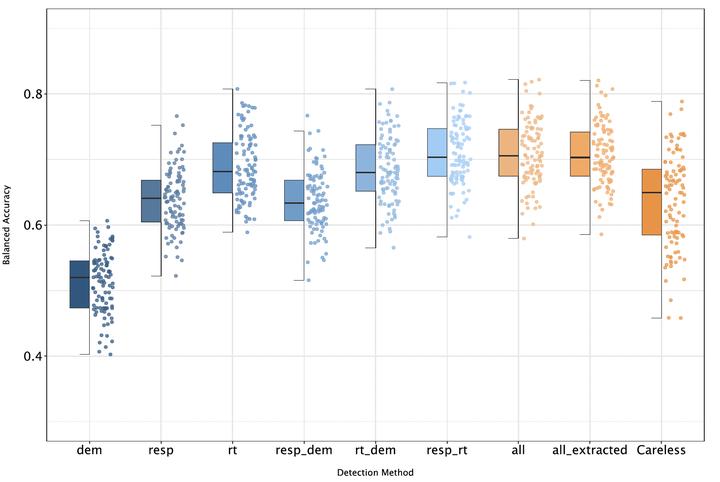 Balanced Accuracy
0.8
0.6
0.4
dem resp rt resp_dem rt_dem resp_rt all all_extracted Careless
Detection Method